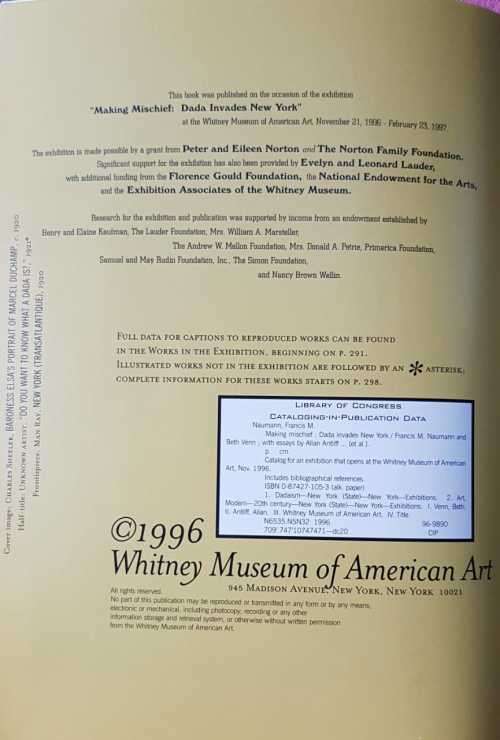 This book was published on the occasion of the exhibition
"Making Mischief: Dada Invades New York"
at the Whitney Museum of American Art, November 21, 1996 - February 23, 1997.
The exhibition is made possible by a grant from Peter and Eileen Norton and The Norton Family Foundation.
Significant support for the exhibition has also been provided by Evelyn and Leonard Lauder,
with additional funding from the Florence Gould Foundation, the National Endowment for the Arts,
and the Exhibition Associates of the Whitney Museum.
Research for the exhibition and publication was supported by income from an endowment established by
Henry and Elaine Kaufman, The Lauder Foundation, Mrs. William A. Marsteller,
The Andrew W. Mellon Foundation, Mrs. Donald A. Petrie, Primerica Foundation,
Samuel and May Rudin Foundation, Inc., The Simon Foundation,
and Nancy Brown Wellin.
Cover image: Charles Sheeler, BARONESS ELSA'S PORTRAIT OF MARCEL DUCHAMP, c. 1920
Half-title: Unknown artist, "DO YOU WANT TO KNOW WHAT A DADA IS?," 1921*
Frontispiece: Man Ray, NEW YORK (TRANSATLANTIQUE), 1920
Full data for captions to reproduced works can be found
in the Works in the Exhibition, beginning on p. 291.
Illustrated works not in the exhibition are followed by an * asterisk;
complete information for these works starts on p. 298.
Library of Congress
Cataloging-in-Publication Data
Naumann, Francis M.
Making mischief : Dada invades New York / Francis M. Naumann and
Beth Venn ; with essays by Allan Antliff ... [et al.].
p. cm
Catalog for an exhibition that opens at the Whitney Museum of American
Art, Nov. 1996.
Includes bibliographical references.
ISBN 0-87427-105-3 (alk. paper)
1. Dadaism—New York (State)—New York—Exhibitions. 2. Art,
Modern—20th century—New York (State)—New York—Exhibitions. I. Venn, Beth.
II. Antliff, Allan. III. Whitney Museum of American Art. IV. Title.
N6535.N5N32 1996
709'.747'10747471—dc20 96-9890
CIP
©1996
Whitney Museum of American Art
945 Madison Avenue, New York, New York 10021
All rights reserved.
No part of this publication may be reproduced or transmitted in any form or by any means,
electronic or mechanical, including photocopy, recording or any other
information storage and retrieval system, or otherwise without written permission
from the Whitney Museum of American Art.